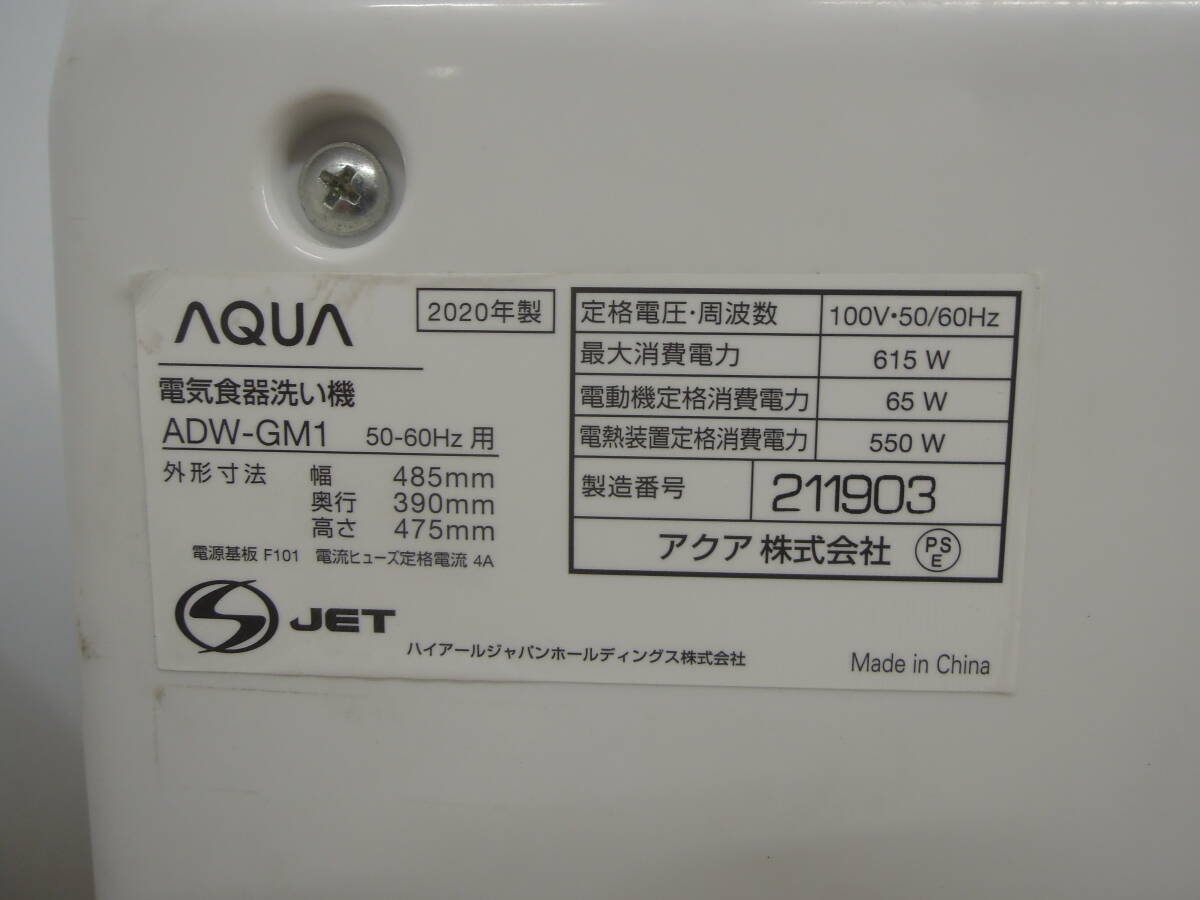 AQUA
2020年製
電気食器洗い機
ADW-GM1 50-60Hz 用
外形寸法 幅 485mm
奥行 390mm
高さ 475mm
電源基板 F101 電流ヒューズ定格電流 4A
JET
定格電圧・周波数 100V・50/60Hz
最大消費電力 615 W
電動機定格消費電力 65 W
電熱装置定格消費電力 550 W
製造番号 211903
アクア 株式会社 PSE
ハイアールジャパンホールディングス株式会社
Made in China